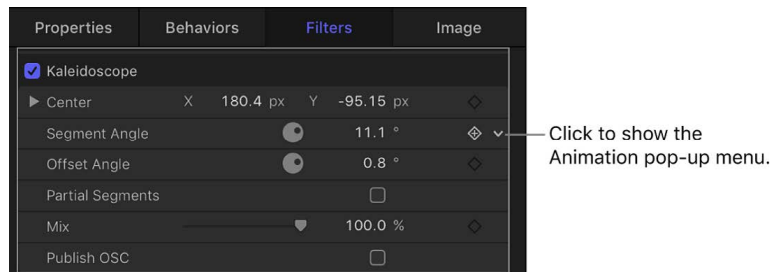 Properties Behaviors Filters Image
Kaleidoscope
Center X 180.4 px Y -95.15 px
Segment Angle 11.1 °
Click to show the
Animation pop-up menu.
Offset Angle 0.8 °
Partial Segments
Mix 100.0 %
Publish OSC